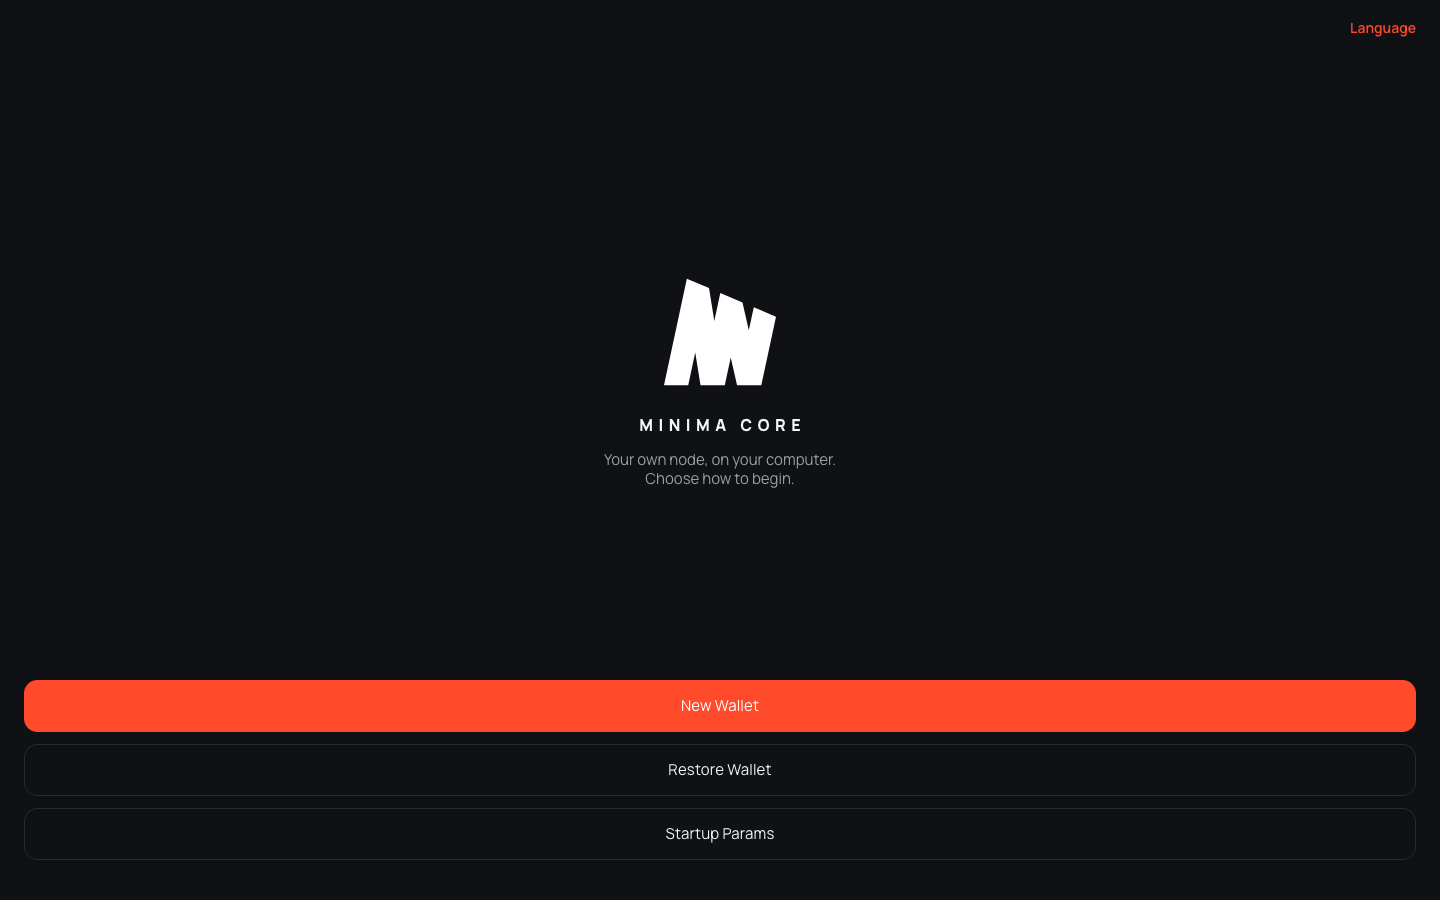 Language
MINIMA CORE
Your own node, on your computer.
Choose how to begin.
New Wallet
Restore Wallet
Startup Params